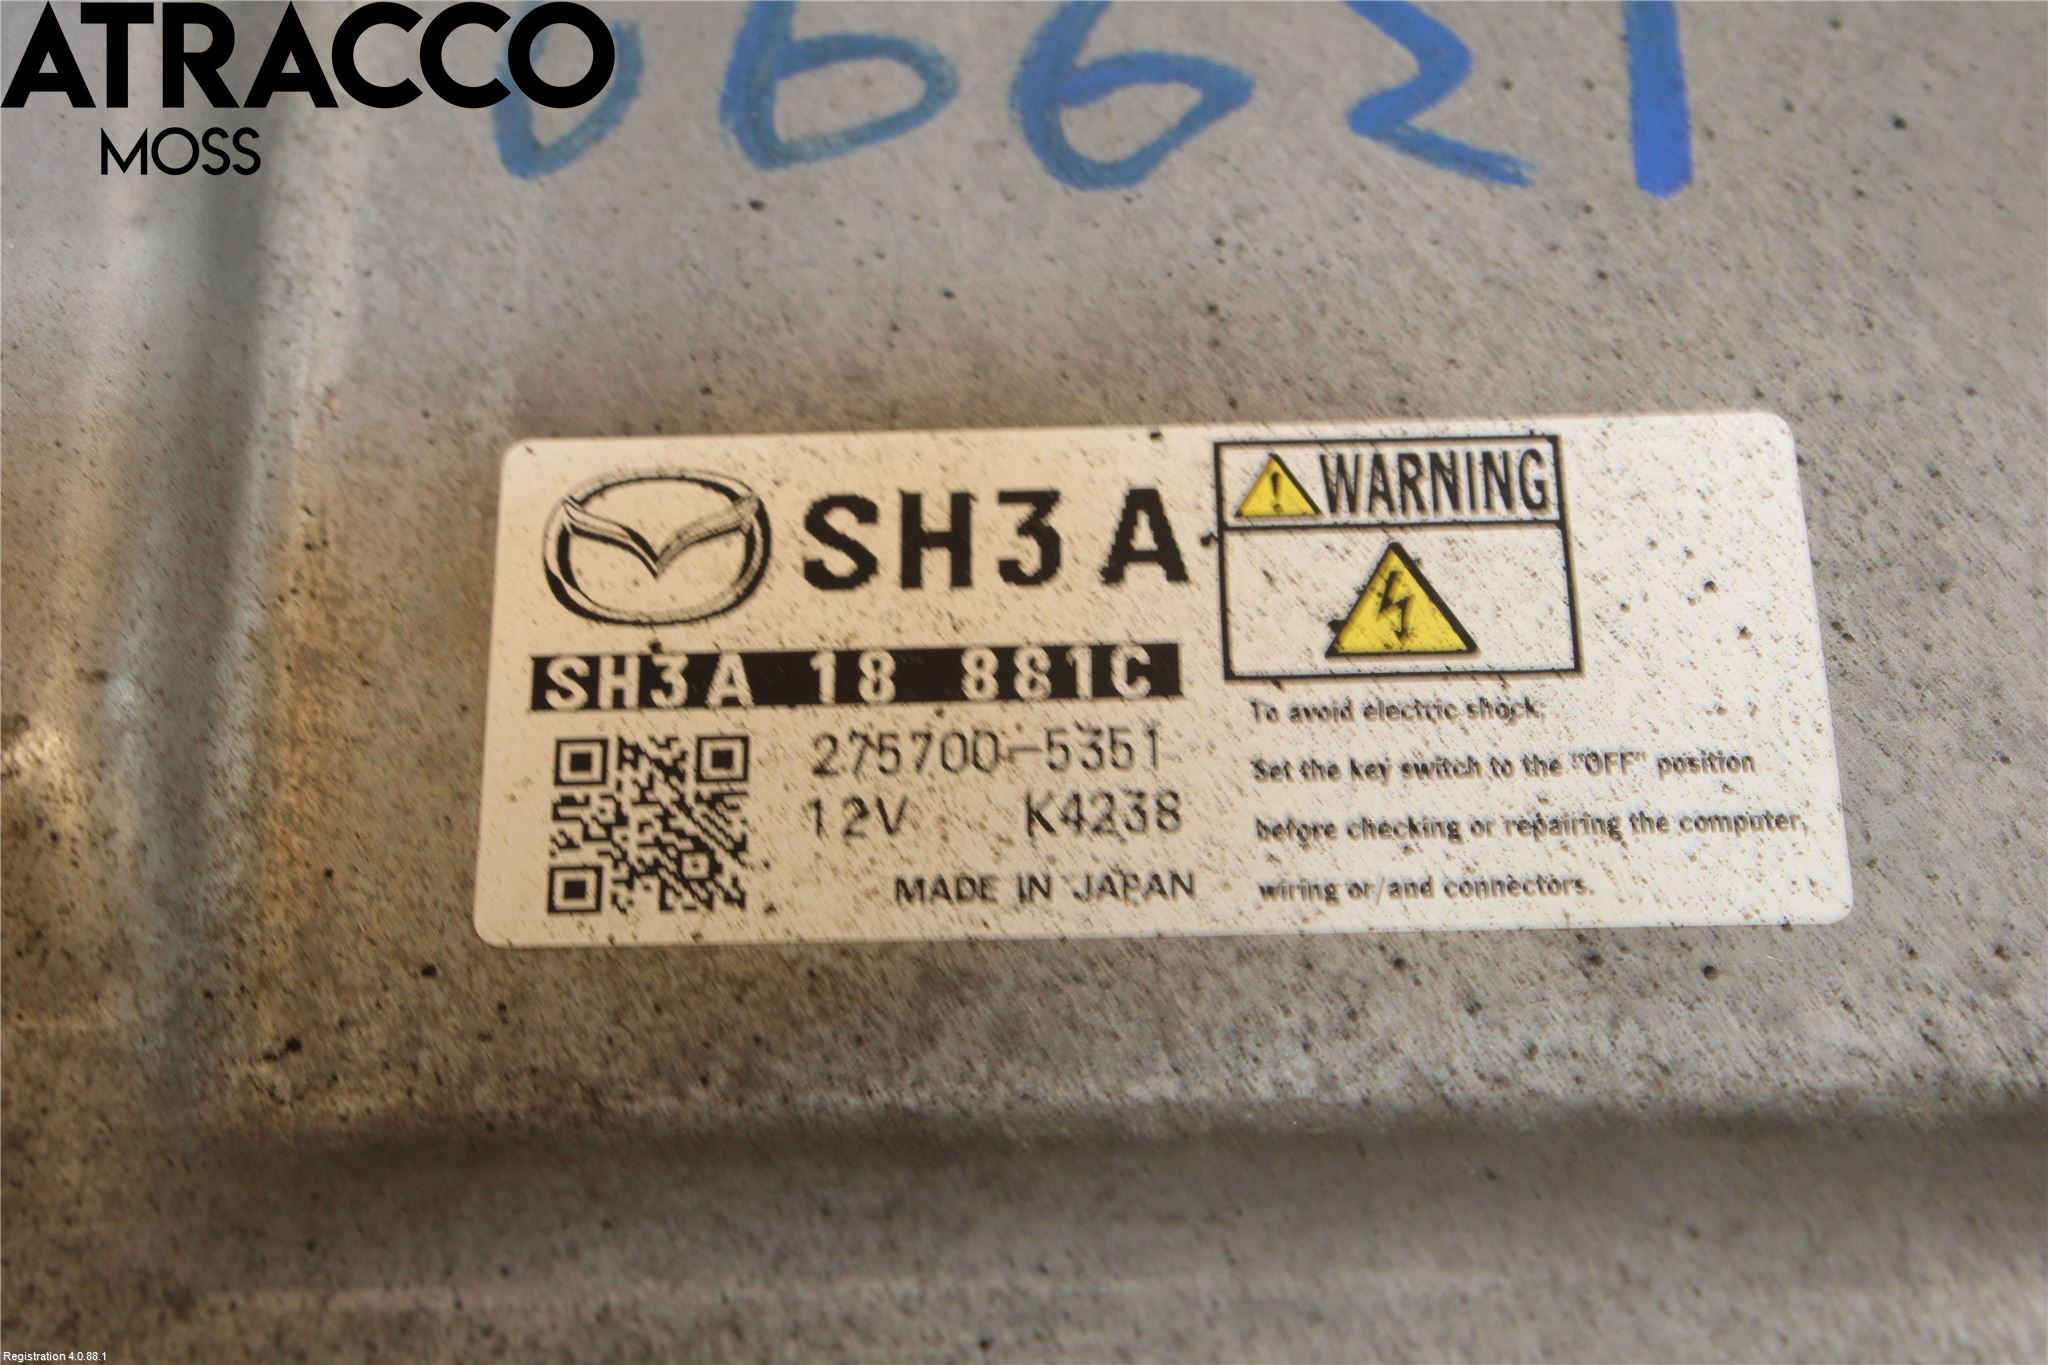 ATRACCO
MOSS
06621
SH3A
SH3A 18 881C
275700-5351
12V K4238
MADE IN JAPAN
WARNING
To avoid electric shock,
Set the key switch to the "OFF" position
before checking or repairing the computer,
wiring or/and connectors.
Registration 4.0.88.1